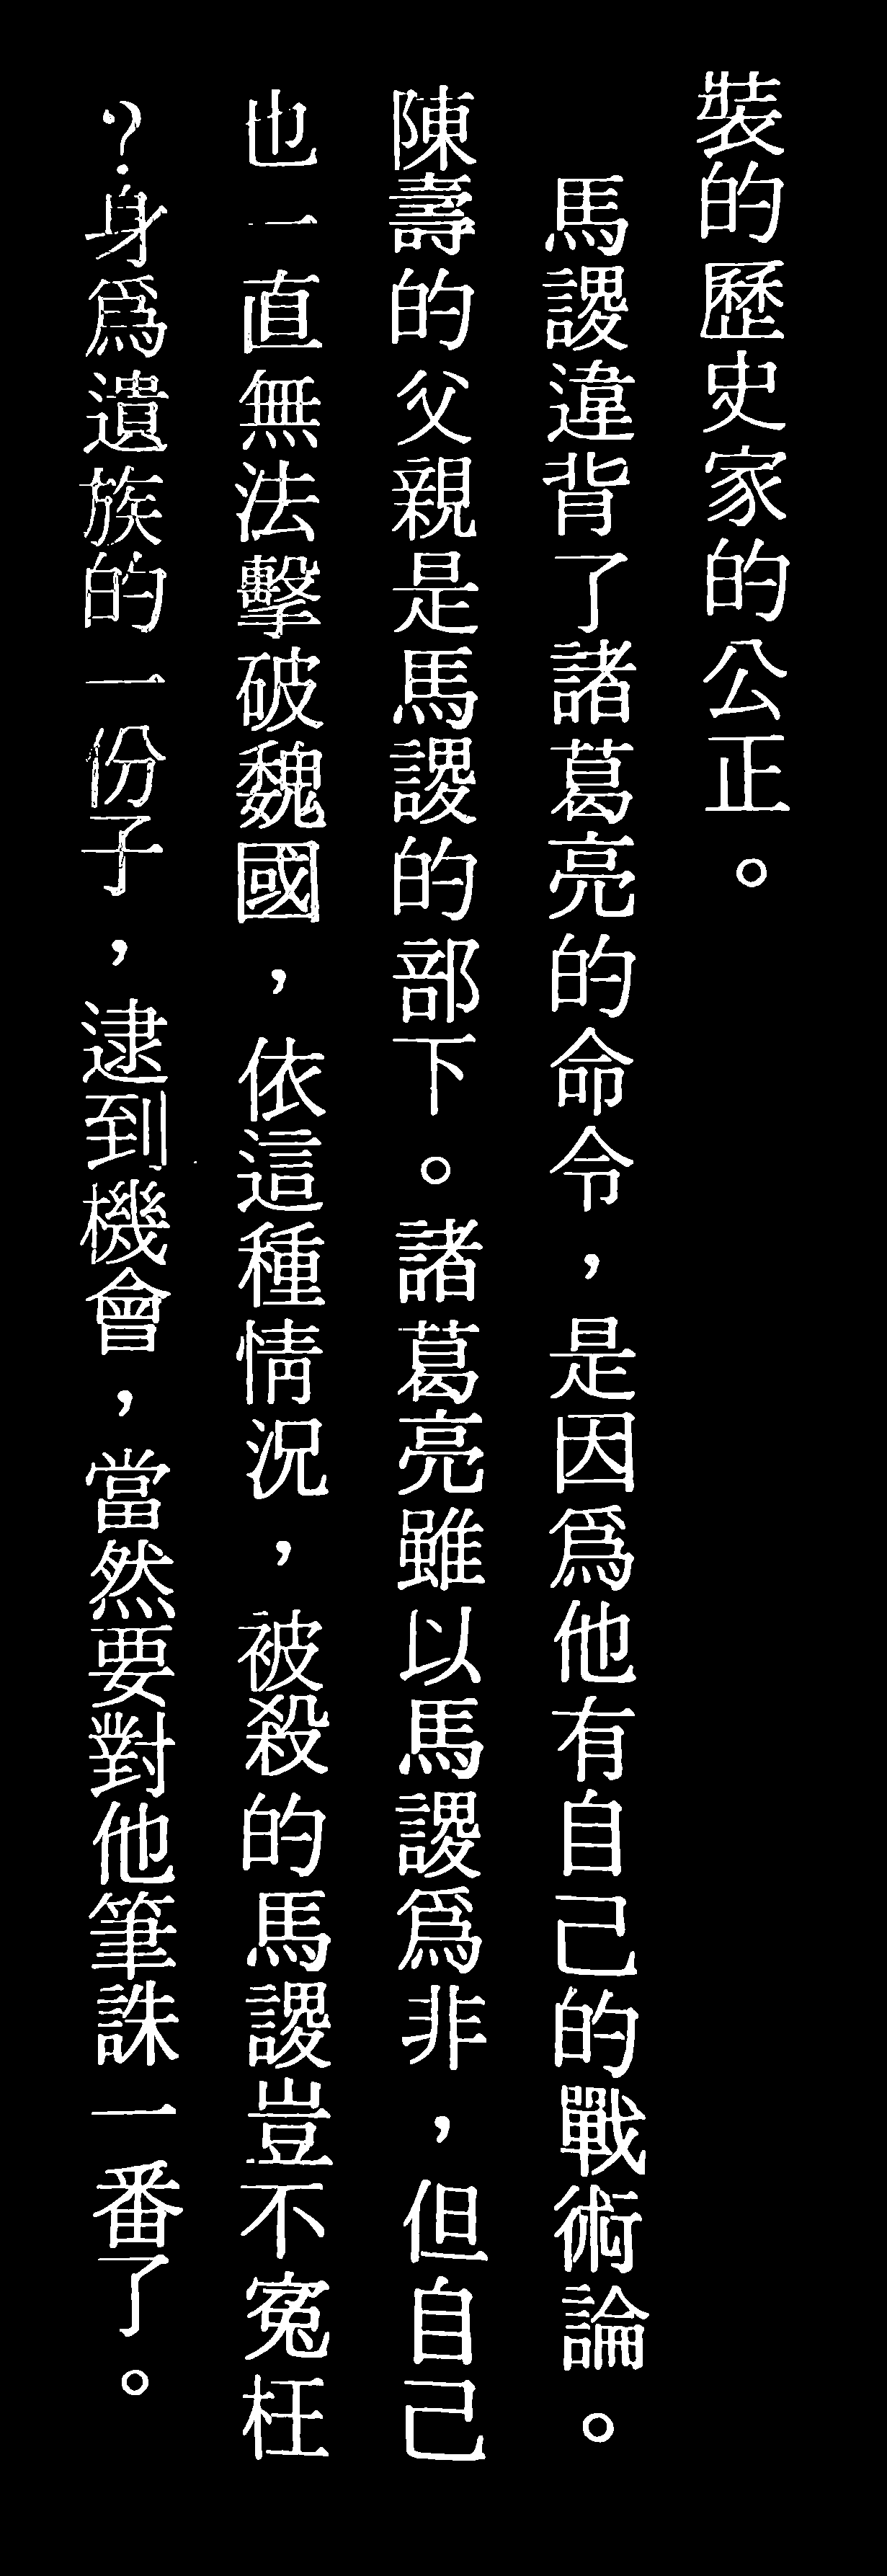 裝的歷史家的公正。
馬謖違背了諸葛亮的命令，是因爲他有自己的戰術論。
陳壽的父親是馬謖的部下。諸葛亮雖以馬謖爲非，但自己
也一直無法擊破魏國，依這種情況，被殺的馬謖豈不冤枉
？身爲遺族的一份子，逮到機會，當然要對他筆誅一番了。